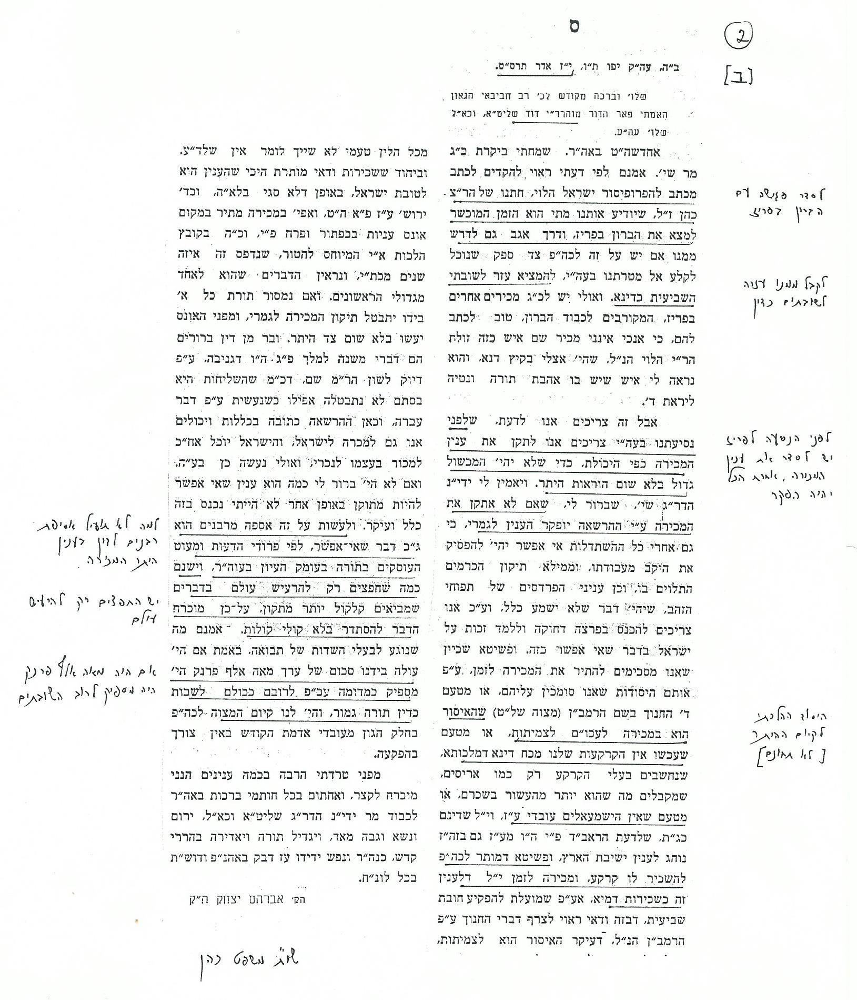 ס
2
[ב]
ב״ה, עה״ק יפו ת״ו, י״ז אדר תרס״ט.
שלו׳ וברכה מקודש לכ׳ רב חביבאי הגאון
האמתי פאר הדור מוהרר״י דוד שליט״א, וכא״ל
שלו׳ עה״ע.
אחדשה״ט באה״ר. שמחתי ביקרת כ״ג
מר שי׳. אמנם לפי דעתי ראוי להקדים לכתב
מכתב להפרופיסור ישראל הלוי, חתנו של הר״צ
כהן ז״ל, שיודיע אותנו מתי הוא הזמן המוכשר
למצא את הברון בפריז, ודרך אגב גם לדרש
ממנו אם יש על זה לכה״פ צד ספק שנוכל
לקלע אל מטרתנו בעה״י, להמציא עזר לשובתי
השביעית כדינא. ואולי יש לכ״ג מכירים אחרים
בפריז, המקורבים לכבוד הברון, טוב לכתב
להם, כי אנכי אינני מכיר שם איש כזה זולת
הר״י הלוי הנ״ל, שהי׳ אצלי בקיץ דנא, והוא
נראה לי איש שיש בו אהבת תורה ונטיה
ליראת ד׳.
אבל זה צריכים אנו לדעת, שלפני
נסיעתנו בעה״י צריכים אנו לתקן את ענין
המכירה כפי היכולת, כדי שלא יהי׳ המכשול
גדול בלא שום הוראות היתר. ויאמין לי ידי״נ
הדר״ג שי׳, שברור לי, שאם לא אתקן את
המכירה ע״י ההרשאה יופקר הענין לגמרי, כי
גם אחרי כל ההשתדלות אי אפשר יהי׳ להפסיק
את היקב מעבודתו, וממילא תיקון הכרמים
התלוים בו, וכן עניני הפרדסים של תפוחי
הזהב, שיהי׳ דבר שלא ישמע כלל, וע״כ אנו
צריכים להכנס בפרצה דחוקה וללמד זכות על
ישראל בדבר שאי אפשר כזה. ופשיטא שכיון
שאנו מסכימים להתיר את המכירה לזמן, ע״פ
אותם היסודות שאנו סומכין עליהם, או מטעם
ד׳ החנוך בשם הרמב״ן (מצוה של״ט) שהאיסור
הוא במכירה לעכו״ם לצמיתות, או מטעם
שעכשו אין הקרקעות שלנו מכח דינא דמלכותא,
שנחשבים בעלי הקרקע רק כמו אריסים,
שמקבלים מה שהוא יותר מהעשור בשכרם, או
מטעם שאין הישמעאלים עובדי ע״ז, וי״ל שדינם
כג״ת, שלדעת הראב״ד פ״י ה״ו מע״ז גם בזה״ז
נוהג לענין ישיבת הארץ, ופשיטא דמותר לכה״פ
להשכיר לו קרקע, ומכירה לזמן י״ל דלענין
זה כשכירות דמיא, אע״פ שמועלת להפקיע חובת
שביעית, דבזה ודאי ראוי לצרף דברי החנוך ע״פ
הרמב״ן הנ״ל, דעיקר האיסור הוא לצמיתות,
מכל הלין טעמי לא שייך לומר אין שלד״ע.
וביחוד ששכירות ודאי מותרת היכי שהענין הוא
לטובת ישראל, באופן דלא סגי בלא״ה, וכד׳
ירוש׳ ע״ז פ״א ה״ט, ואפי׳ במכירה מתיר במקום
אונס עניות בכפתור ופרח פ״י, וכ״ה בקובץ
הלכות א״י המיוחס להטור, שנדפס זה איזה
שנים מכת״י, ונראין הדברים שהוא לאחד
מגדולי הראשונים. ואם נמסור תורת כל א׳
בידו יתבטל תיקון המכירה לגמרי, ומפני האונס
יעשו בלא שום צד היתר. ובר מן דין ברורים
הם דברי משנה למלך פ״ג ה״ו דגניבה, ע״פ
דיוק לשון הר״מ שם, דכ״מ שהשליחות היא
בסתם לא נתבטלה אפילו כשנעשית ע״פ דבר
עברה, וכאן ההרשאה כתובה בכללות ויכולים
אנו גם למכרה לישראל, והישראל יוכל אח״כ
למכור בעצמו לנכרי, ואולי נעשה כן בע״ה.
ואם לא הי׳ ברור לי כמה הוא ענין שאי אפשר
להיות מתוקן באופן אחר לא הייתי נכנס בזה
כלל ועיקר. ולעשות על זה אספה מרבנים הוא
ג״כ דבר שאי־אפשר, לפי פרודי הדעות ומעוט
העוסקים בתורה בעומק העיון בעוה״ר, וישנם
כמה שחפצים רק להרעיש עולם בדברים
שמביאים קלקול יותר מתקון, על־כן מוכרח
הדבר להסתדר בלא קולי קולות. אמנם מה
שנוגע לבעלי השדות של תבואה, באמת אם הי׳
עולה בידנו סכום של ערך מאה אלף פרנק הי׳
מספיק כמדומה עכ״פ לרובם ככולם לשבות
כדין תורה גמור, והי׳ לנו קיום המצוה לכה״פ
בחלק הגון מעובדי אדמת הקודש באין צורך
בהפקעה.
מפני טרדתי הרבה בכמה ענינים הנני
מוכרח לקצר, ואחתום בכל חותמי ברכות באה״ר
לכבוד מר ידי״נ הדר״ג שליט״א וכא״ל, ירום
ונשא וגבה מאד, ויגדיל תורה ויאדירה בהררי
קדש, כנה״ר ונפש ידידו עז דבק באהנ״פ ודוש״ת
בכל לונ״ח.
הק׳ אברהם יצחק ה״ק
שו״ת משפט כהן
לסדר פגישה עם
הברון בפריז
לקבל ממנו עזרה
לשובתים כדין
לפני הנסיעה לפריז
יש לסדר את ענין
המכירה, אחרת הכל
יהיה הפקר
היסוד ההלכתי
לקיום ההיתר
[לא תחונם]
למה לא תועיל אסיפת
רבנים לדון בענין
היתר המכירה
יש החפצים רק להרעיש
עולם
אם היה מאה אלף פרנק
היה מספיק לרוב השובתים